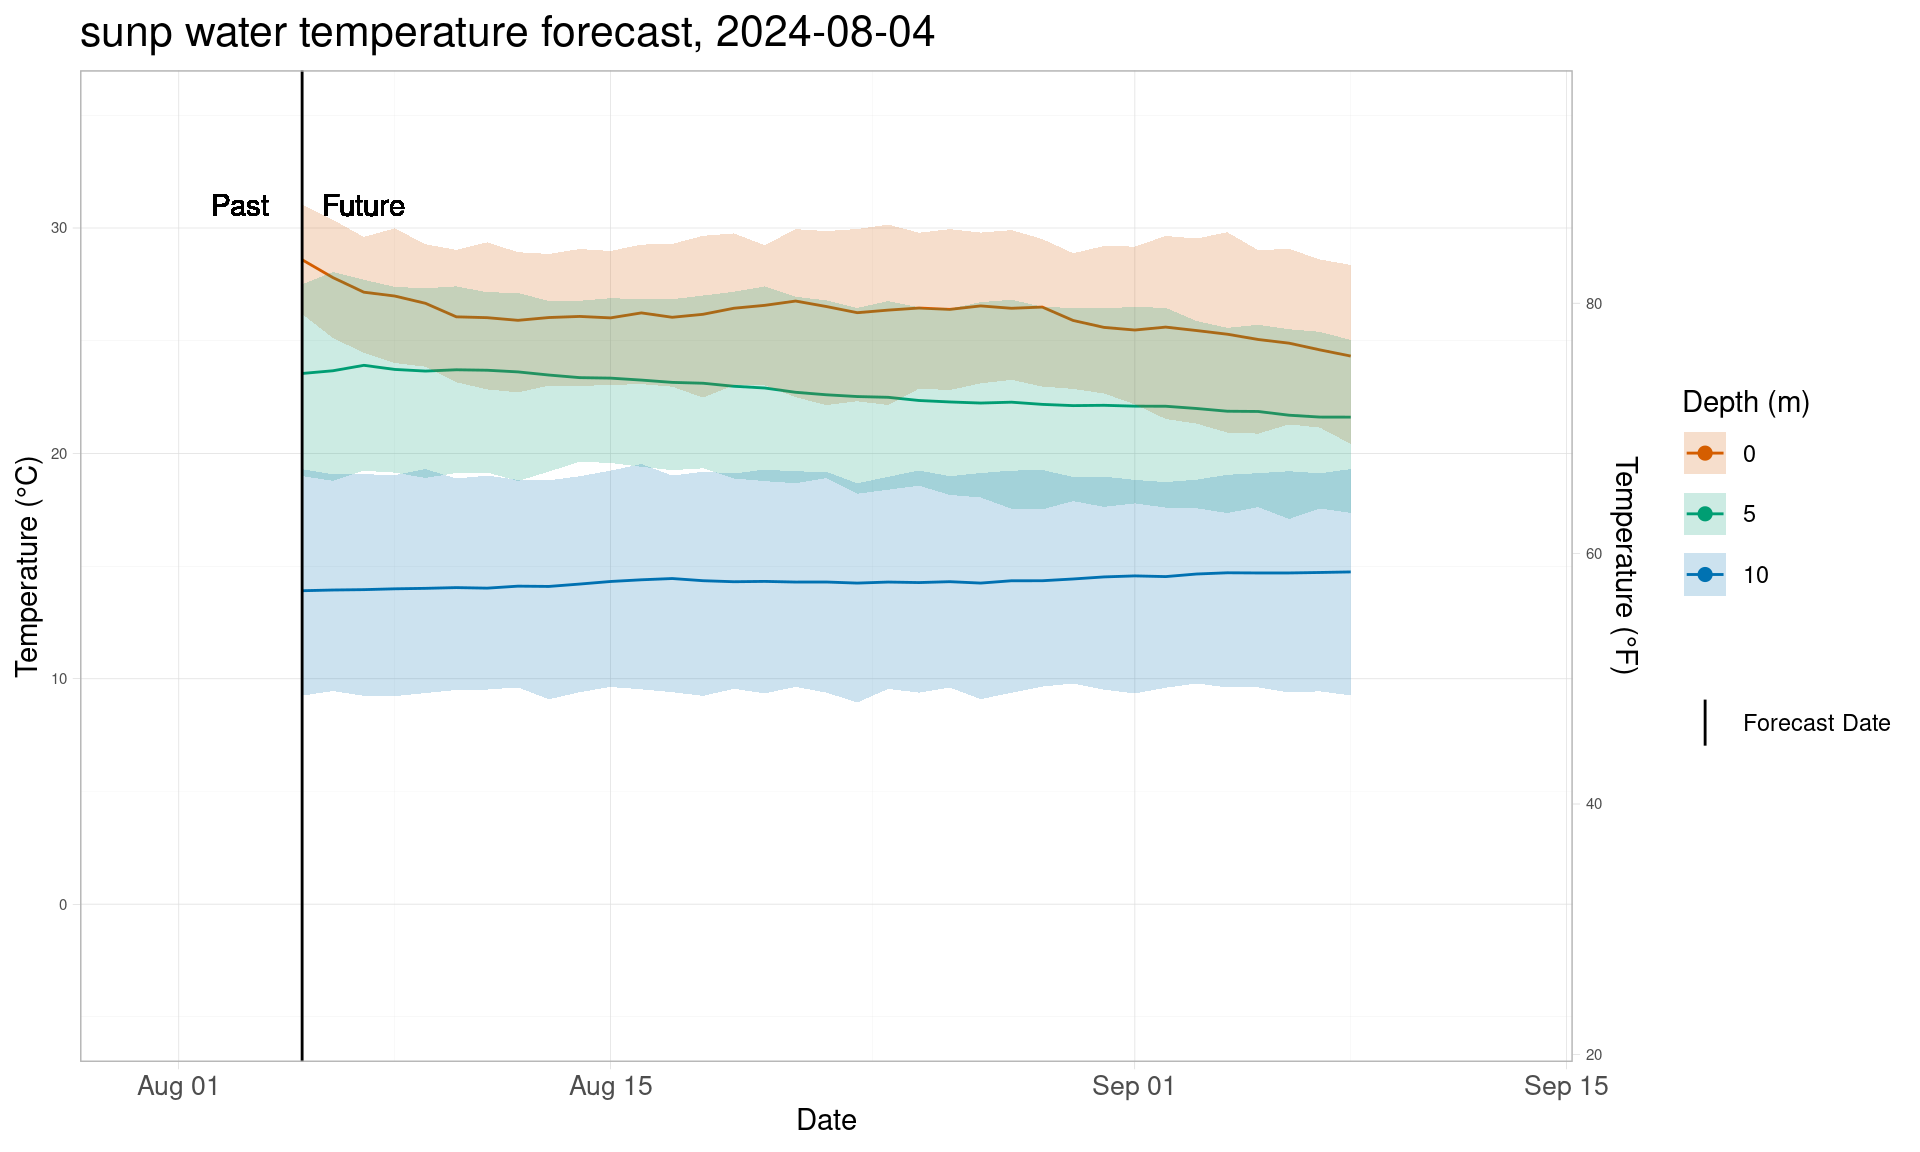 sunp water temperature forecast, 2024-08-04
Past
Future
30
20
10
0
Temperature (°C)
80
60
40
20
Temperature (°F)
Aug 01
Aug 15
Sep 01
Sep 15
Date
Depth (m)
0
5
10
Forecast Date